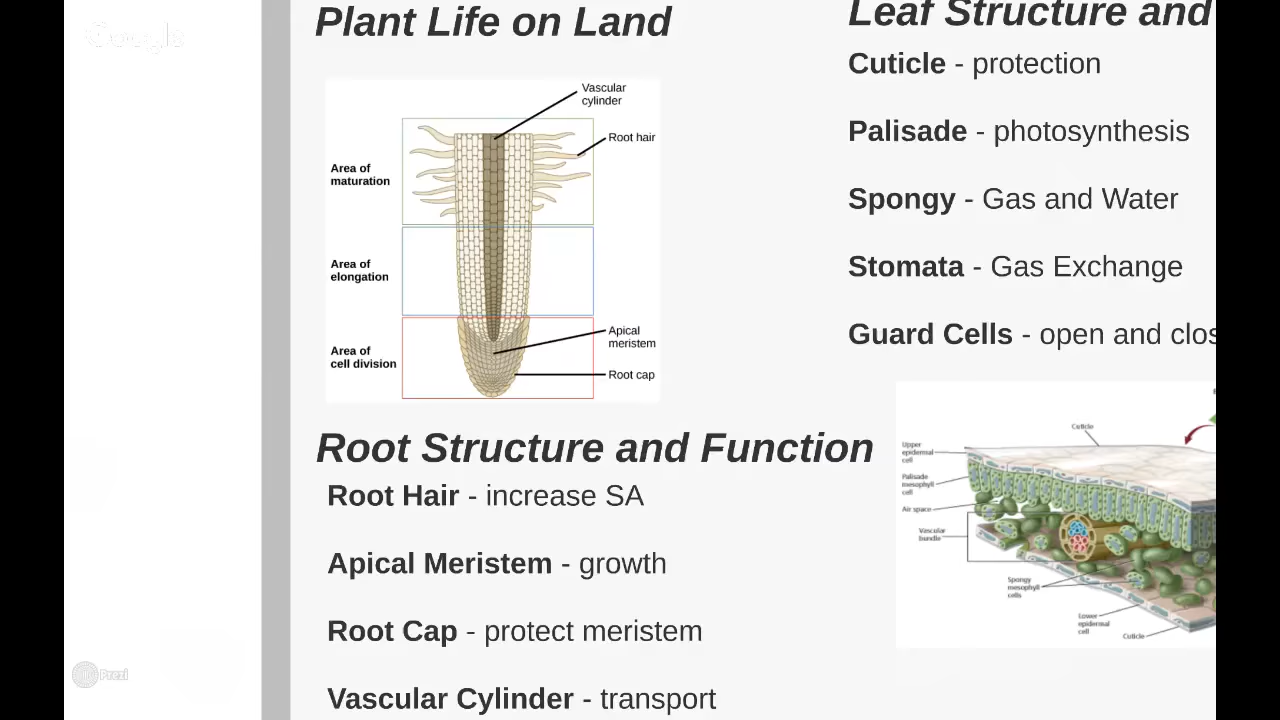 Google
Plant Life on Land
Vascular
cylinder
Root hair
Area of
maturation
Area of
elongation
Apical
meristem
Area of
cell division
Root cap
Root Structure and Function
Root Hair - increase SA
Apical Meristem - growth
Root Cap - protect meristem
Vascular Cylinder - transport
Leaf Structure and
Cuticle - protection
Palisade - photosynthesis
Spongy - Gas and Water
Stomata - Gas Exchange
Guard Cells - open and clos
Cuticle
Upper
epidermal
cell
Palisade
mesophyll
cell
Air space
Vascular
bundle
Spongy
mesophyll
cells
Lower
epidermal
cell
Cuticle
Prezi